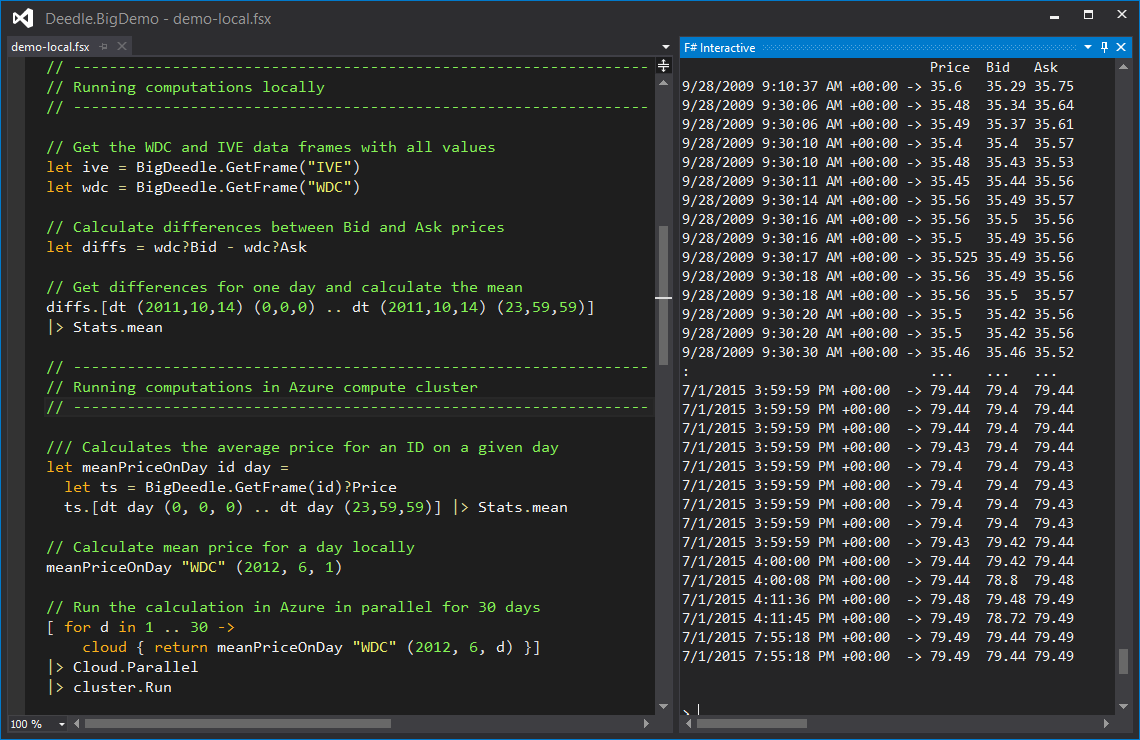 Deedle.BigDemo - demo-local.fsx
demo-local.fsx
// ----------------------------------------------------------------
// Running computations locally
// ----------------------------------------------------------------
// Get the WDC and IVE data frames with all values
let ive = BigDeedle.GetFrame("IVE")
let wdc = BigDeedle.GetFrame("WDC")
// Calculate differences between Bid and Ask prices
let diffs = wdc?Bid - wdc?Ask
// Get differences for one day and calculate the mean
diffs.[dt (2011,10,14) (0,0,0) .. dt (2011,10,14) (23,59,59)]
|> Stats.mean
// ----------------------------------------------------------------
// Running computations in Azure compute cluster
// ----------------------------------------------------------------
/// Calculates the average price for an ID on a given day
let meanPriceOnDay id day =
  let ts = BigDeedle.GetFrame(id)?Price
  ts.[dt day (0, 0, 0) .. dt day (23,59,59)] |> Stats.mean
// Calculate mean price for a day locally
meanPriceOnDay "WDC" (2012, 6, 1)
// Run the calculation in Azure in parallel for 30 days
[ for d in 1 .. 30 ->
    cloud { return meanPriceOnDay "WDC" (2012, 6, d) }]
|> Cloud.Parallel
|> cluster.Run
100 %
F# Interactive
Price Bid Ask
9/28/2009 9:10:37 AM +00:00 -> 35.6 35.29 35.75
9/28/2009 9:30:06 AM +00:00 -> 35.48 35.34 35.64
9/28/2009 9:30:06 AM +00:00 -> 35.49 35.37 35.61
9/28/2009 9:30:10 AM +00:00 -> 35.4 35.4 35.57
9/28/2009 9:30:10 AM +00:00 -> 35.48 35.43 35.53
9/28/2009 9:30:11 AM +00:00 -> 35.45 35.44 35.56
9/28/2009 9:30:14 AM +00:00 -> 35.56 35.49 35.57
9/28/2009 9:30:16 AM +00:00 -> 35.56 35.5 35.56
9/28/2009 9:30:16 AM +00:00 -> 35.5 35.49 35.56
9/28/2009 9:30:17 AM +00:00 -> 35.525 35.49 35.56
9/28/2009 9:30:18 AM +00:00 -> 35.56 35.49 35.56
9/28/2009 9:30:18 AM +00:00 -> 35.56 35.5 35.57
9/28/2009 9:30:20 AM +00:00 -> 35.5 35.42 35.56
9/28/2009 9:30:20 AM +00:00 -> 35.5 35.42 35.56
9/28/2009 9:30:30 AM +00:00 -> 35.46 35.46 35.52
: ... ... ...
7/1/2015 3:59:59 PM +00:00 -> 79.44 79.4 79.44
7/1/2015 3:59:59 PM +00:00 -> 79.44 79.4 79.44
7/1/2015 3:59:59 PM +00:00 -> 79.44 79.4 79.44
7/1/2015 3:59:59 PM +00:00 -> 79.43 79.4 79.44
7/1/2015 3:59:59 PM +00:00 -> 79.4 79.4 79.43
7/1/2015 3:59:59 PM +00:00 -> 79.4 79.4 79.43
7/1/2015 3:59:59 PM +00:00 -> 79.4 79.4 79.43
7/1/2015 3:59:59 PM +00:00 -> 79.4 79.4 79.43
7/1/2015 3:59:59 PM +00:00 -> 79.43 79.42 79.44
7/1/2015 4:00:00 PM +00:00 -> 79.44 79.42 79.44
7/1/2015 4:00:08 PM +00:00 -> 79.44 78.8 79.48
7/1/2015 4:11:36 PM +00:00 -> 79.48 79.48 79.49
7/1/2015 4:11:45 PM +00:00 -> 79.49 78.72 79.49
7/1/2015 7:55:18 PM +00:00 -> 79.49 79.44 79.49
7/1/2015 7:55:18 PM +00:00 -> 79.49 79.44 79.49
>